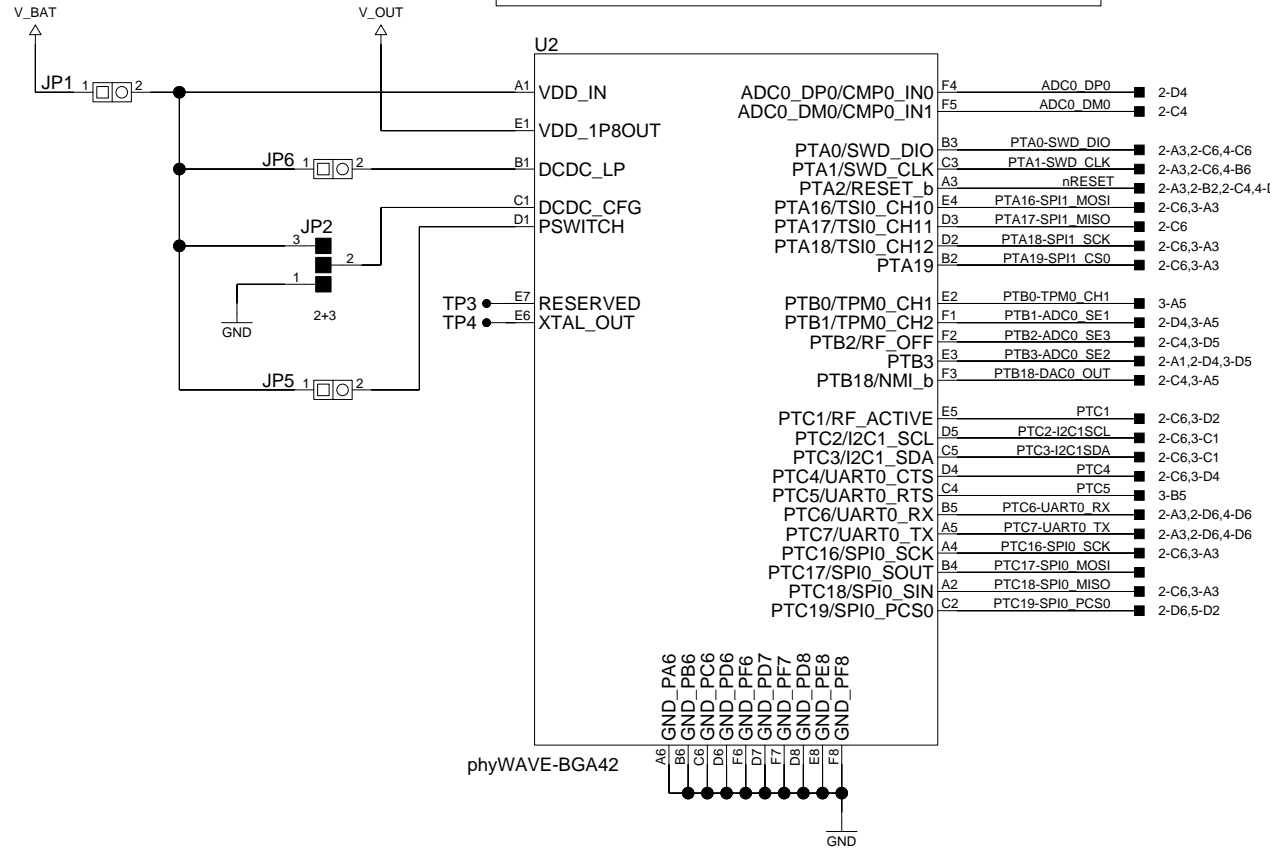 V_BAT
V_OUT
U2
JP1 1 2
A1 VDD_IN
E1 VDD_1P8OUT
JP6 1 2
B1 DCDC_LP
C1 DCDC_CFG
D1 PSWITCH
JP2
3
2
1
2+3
GND
TP3 E7 RESERVED
TP4 E6 XTAL_OUT
JP5 1 2
ADC0_DP0/CMP0_IN0 F4 ADC0_DP0 2-D4
ADC0_DM0/CMP0_IN1 F5 ADC0_DM0 2-C4
PTA0/SWD_DIO B3 PTA0-SWD_DIO 2-A3,2-C6,4-C6
PTA1/SWD_CLK C3 PTA1-SWD_CLK 2-A3,2-C6,4-B6
PTA2/RESET_b A3 nRESET 2-A3,2-B2,2-C4,4-
PTA16/TSI0_CH10 E4 PTA16-SPI1_MOSI 2-C6,3-A3
PTA17/TSI0_CH11 D3 PTA17-SPI1_MISO 2-C6
PTA18/TSI0_CH12 D2 PTA18-SPI1_SCK 2-C6,3-A3
PTA19 B2 PTA19-SPI1_CS0 2-C6,3-A3
PTB0/TPM0_CH1 E2 PTB0-TPM0_CH1 3-A5
PTB1/TPM0_CH2 F1 PTB1-ADC0_SE1 2-D4,3-A5
PTB2/RF_OFF F2 PTB2-ADC0_SE3 2-C4,3-D5
PTB3 E3 PTB3-ADC0_SE2 2-A1,2-D4,3-D5
PTB18/NMI_b F3 PTB18-DAC0_OUT 2-C4,3-A5
PTC1/RF_ACTIVE E5 PTC1 2-C6,3-D2
PTC2/I2C1_SCL D5 PTC2-I2C1SCL 2-C6,3-C1
PTC3/I2C1_SDA C5 PTC3-I2C1SDA 2-C6,3-C1
PTC4/UART0_CTS D4 PTC4 2-C6,3-D4
PTC5/UART0_RTS C4 PTC5 3-B5
PTC6/UART0_RX B5 PTC6-UART0_RX 2-A3,2-D6,4-D6
PTC7/UART0_TX A5 PTC7-UART0_TX 2-A3,2-D6,4-D6
PTC16/SPI0_SCK A4 PTC16-SPI0_SCK 2-C6,3-A3
PTC17/SPI0_SOUT B4 PTC17-SPI0_MOSI
PTC18/SPI0_SIN A2 PTC18-SPI0_MISO 2-C6,3-A3
PTC19/SPI0_PCS0 C2 PTC19-SPI0_PCS0 2-D6,5-D2
GND_PA6 A6
GND_PB6 B6
GND_PC6 C6
GND_PD6 D6
GND_PF6 F6
GND_PD7 D7
GND_PF7 F7
GND_PD8 D8
GND_PE8 E8
GND_PF8 F8
phyWAVE-BGA42
GND